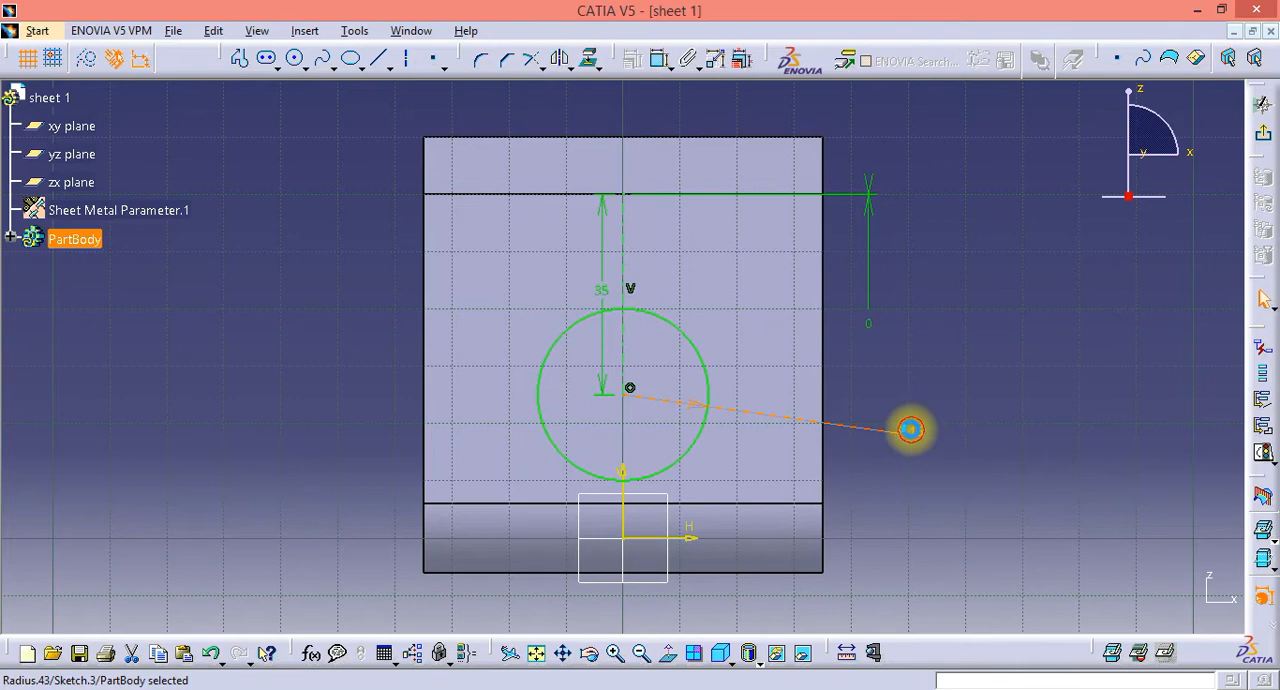 CATIA V5 - [sheet 1]
Start ENOVIA V5 VPM File Edit View Insert Tools Window Help
ENOVIA
ENOVIA Search...
sheet 1
xy plane
yz plane
zx plane
Sheet Metal Parameter.1
PartBody
z
y
x
35
V
0
H
z
x
f(x)
CATIA
Radius.43/Sketch.3/PartBody selected